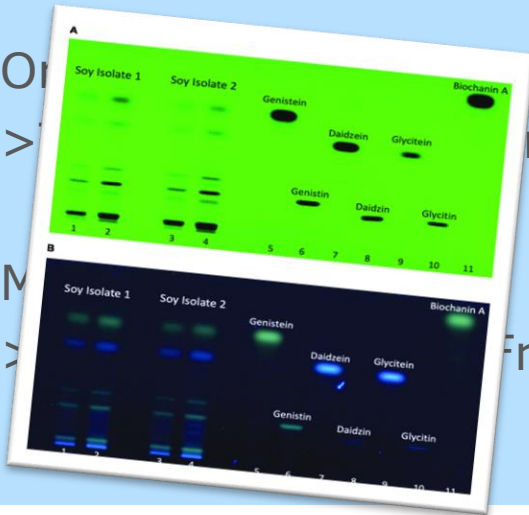 Or
>
A
Soy Isolate 1 Soy Isolate 2 Genistein Biochanin A
Daidzein Glycitein
Genistin Daidzin Glycitin
1 2 3 4 5 6 7 8 9 10 11
B
Soy Isolate 1 Soy Isolate 2 Genistein Biochanin A
Daidzein Glycitein
Genistin Daidzin Glycitin
1 2 3 4 5 6 7 8 9 10 11
M
>